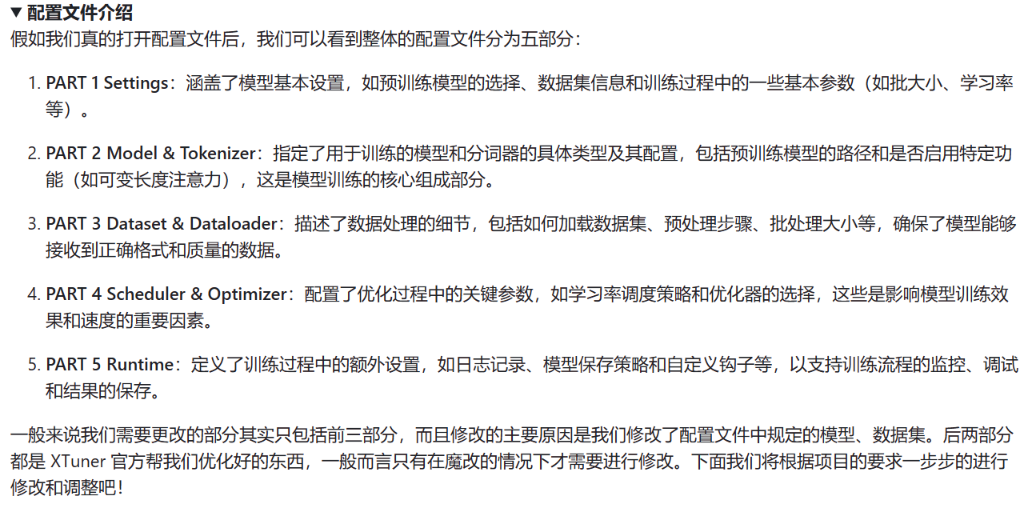 ▼ 配置文件介绍
假如我们真的打开配置文件后，我们可以看到整体的配置文件分为五部分：
1. PART 1 Settings：涵盖了模型基本设置，如预训练模型的选择、数据集信息和训练过程中的一些基本参数（如批大小、学习率
等）。
2. PART 2 Model & Tokenizer：指定了用于训练的模型和分词器的具体类型及其配置，包括预训练模型的路径和是否启用特定功
能（如可变长度注意力），这是模型训练的核心组成部分。
3. PART 3 Dataset & Dataloader：描述了数据处理的细节，包括如何加载数据集、预处理步骤、批处理大小等，确保了模型能够
接收到正确格式和质量的数据。
4. PART 4 Scheduler & Optimizer：配置了优化过程中的关键参数，如学习率调度策略和优化器的选择，这些是影响模型训练效
果和速度的重要因素。
5. PART 5 Runtime：定义了训练过程中的额外设置，如日志记录、模型保存策略和自定义钩子等，以支持训练流程的监控、调试
和结果的保存。
一般来说我们需要更改的部分其实只包括前三部分，而且修改的主要原因是我们修改了配置文件中规定的模型、数据集。后两部分
都是 XTuner 官方帮我们优化好的东西，一般而言只有在魔改的情况下才需要进行修改。下面我们将根据项目的要求一步步的进行
修改和调整吧！